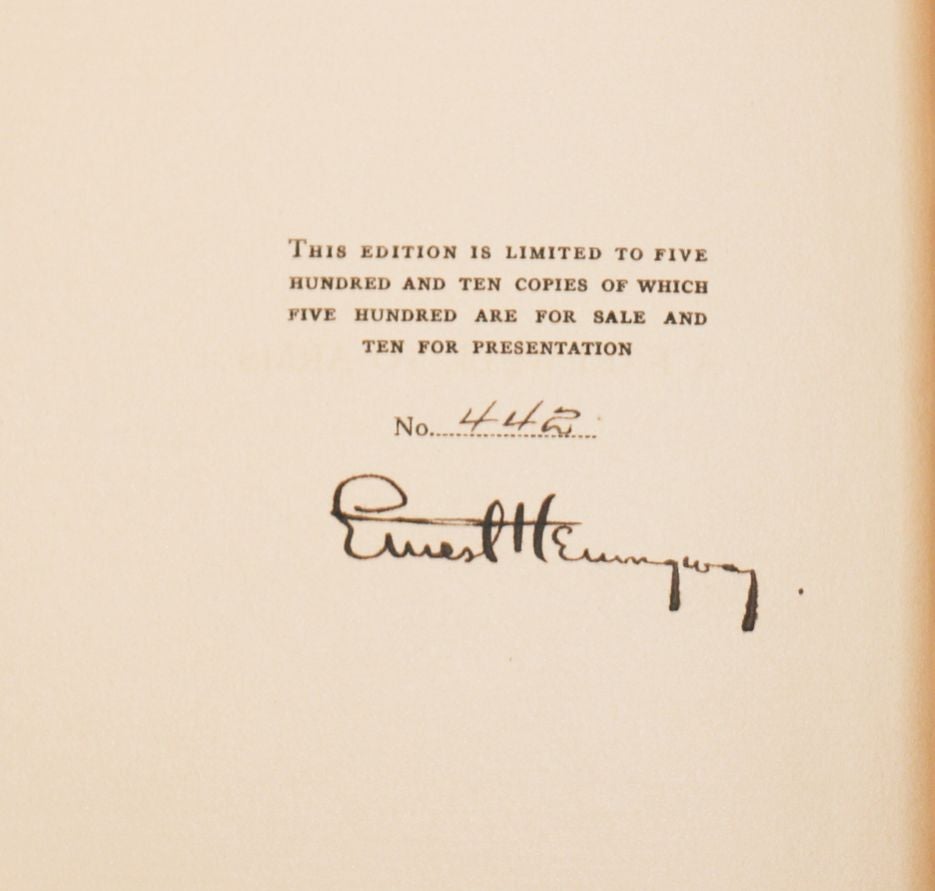 This edition is limited to five
hundred and ten copies of which
five hundred are for sale and
ten for presentation
No. 442
Ernest Hemingway.